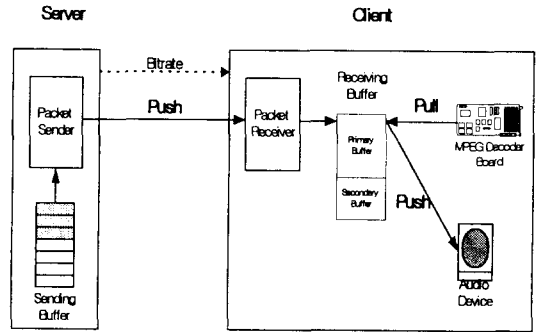 Server
Client
Bitrate
Packet
Sender
Push
Packet
Receiver
Receiving
Buffer
Primary
Buffer
Secondary
Buffer
Pull
MPEG Decoder
Board
Push
Audio
Device
Sending
Buffer